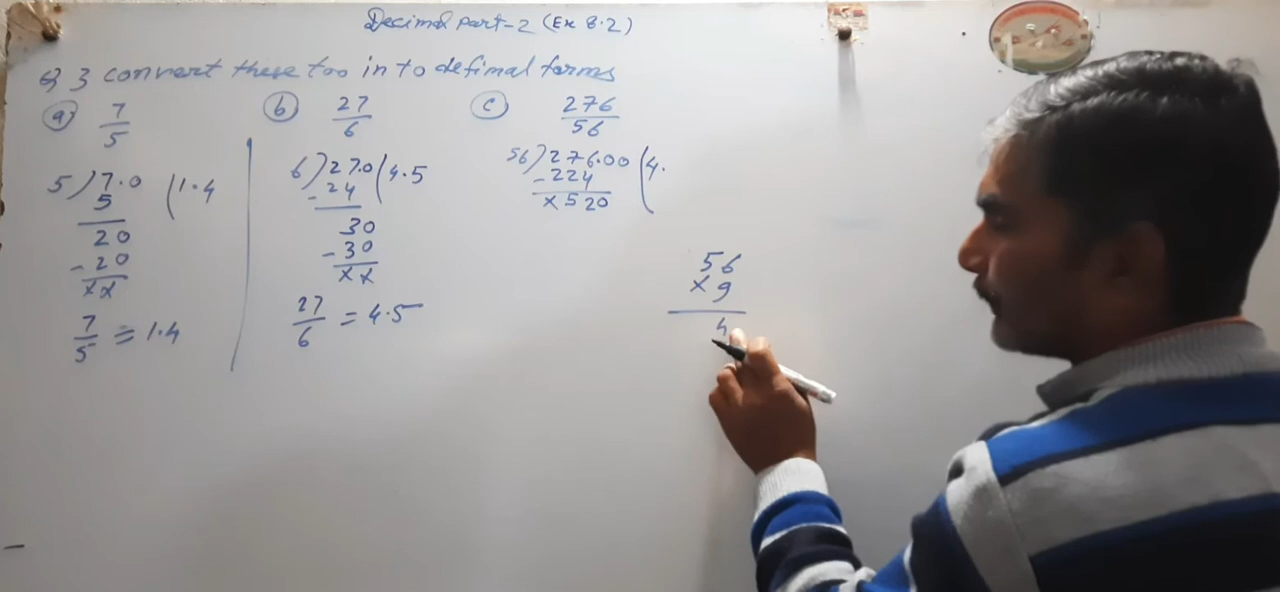 Decimal Part-2 (Ex 8.2)
Q 3 convert these too in to defimal forms
(a) 7/5
5)7.0(1.4
5
20
-20
xx
7/5 = 1.4
(b) 27/6
6)27.0(4.5
-24
30
-30
xx
27/6 = 4.5
(c) 276/56
56)276.00(4.
-224
x520
56
x9
4